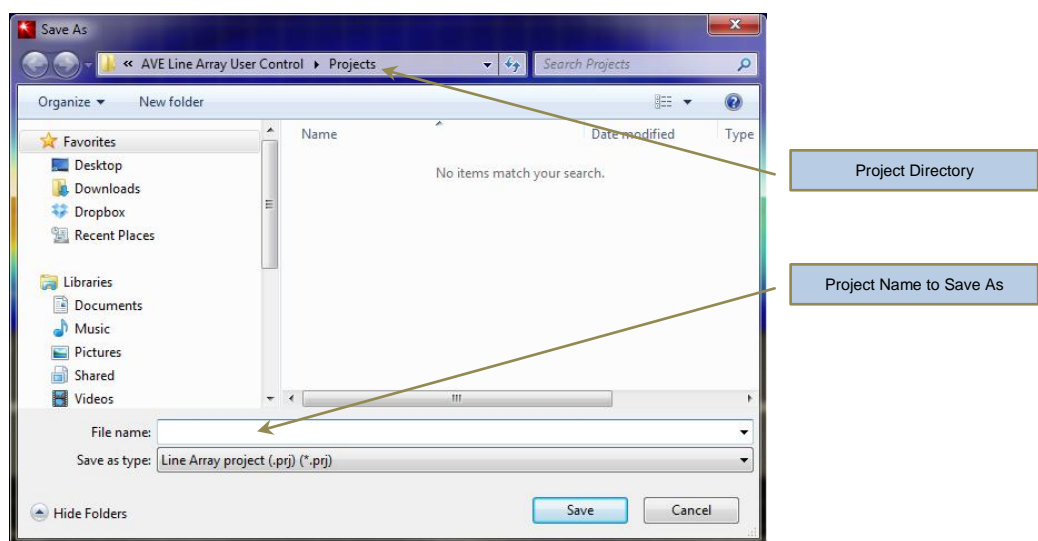 Save As
« AVE Line Array User Control ▸ Projects
Search Projects
Organize
New folder
Favorites
Desktop
Downloads
Dropbox
Recent Places
Libraries
Documents
Music
Pictures
Shared
Videos
Name
Date modified
Type
No items match your search.
Project Directory
Project Name to Save As
File name:
Save as type: Line Array project (.prj) (*.prj)
Hide Folders
Save
Cancel